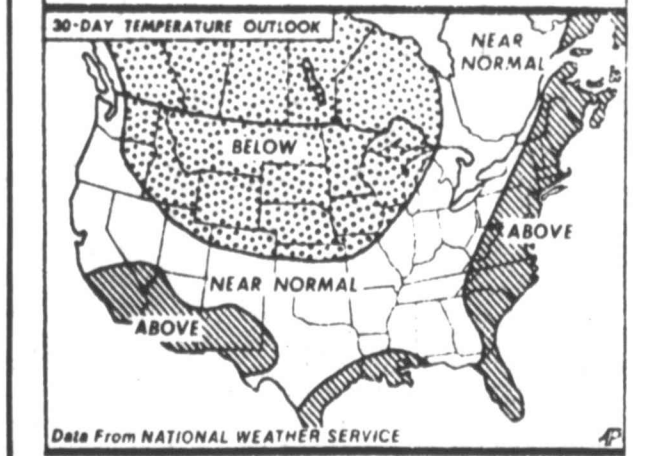 30-DAY TEMPERATURE OUTLOOK
NEAR
NORMAL
BELOW
ABOVE
NEAR NORMAL
ABOVE
Data From NATIONAL WEATHER SERVICE
AP